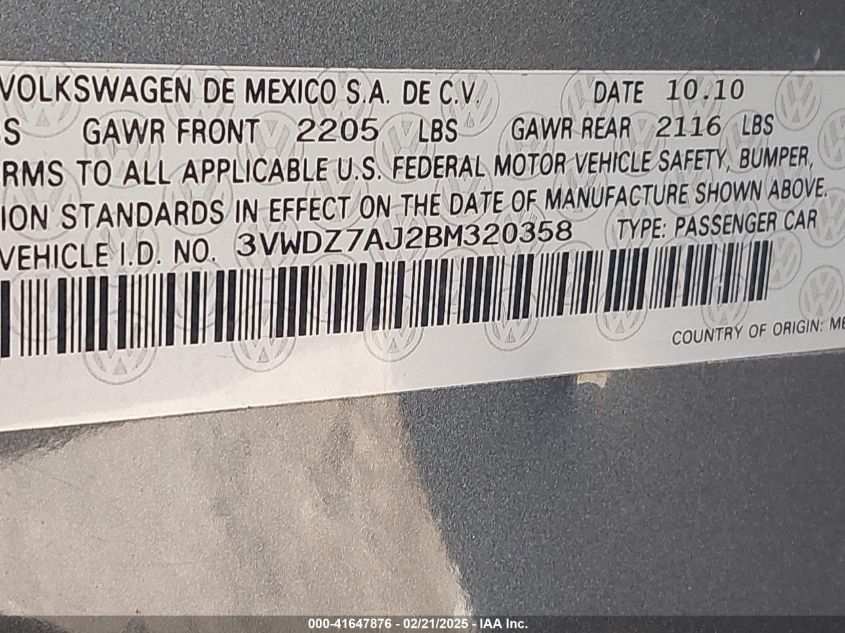 VOLKSWAGEN DE MEXICO S.A. DE C.V. DATE 10.10
GAWR FRONT 2205 LBS GAWR REAR 2116 LBS
RMS TO ALL APPLICABLE U.S. FEDERAL MOTOR VEHICLE SAFETY, BUMPER,
ION STANDARDS IN EFFECT ON THE DATE OF MANUFACTURE SHOWN ABOVE.
VEHICLE I.D. NO. 3VWDZ7AJ2BM320358 TYPE: PASSENGER CAR
COUNTRY OF ORIGIN: ME
000-41647876 - 02/21/2025 - IAA Inc.